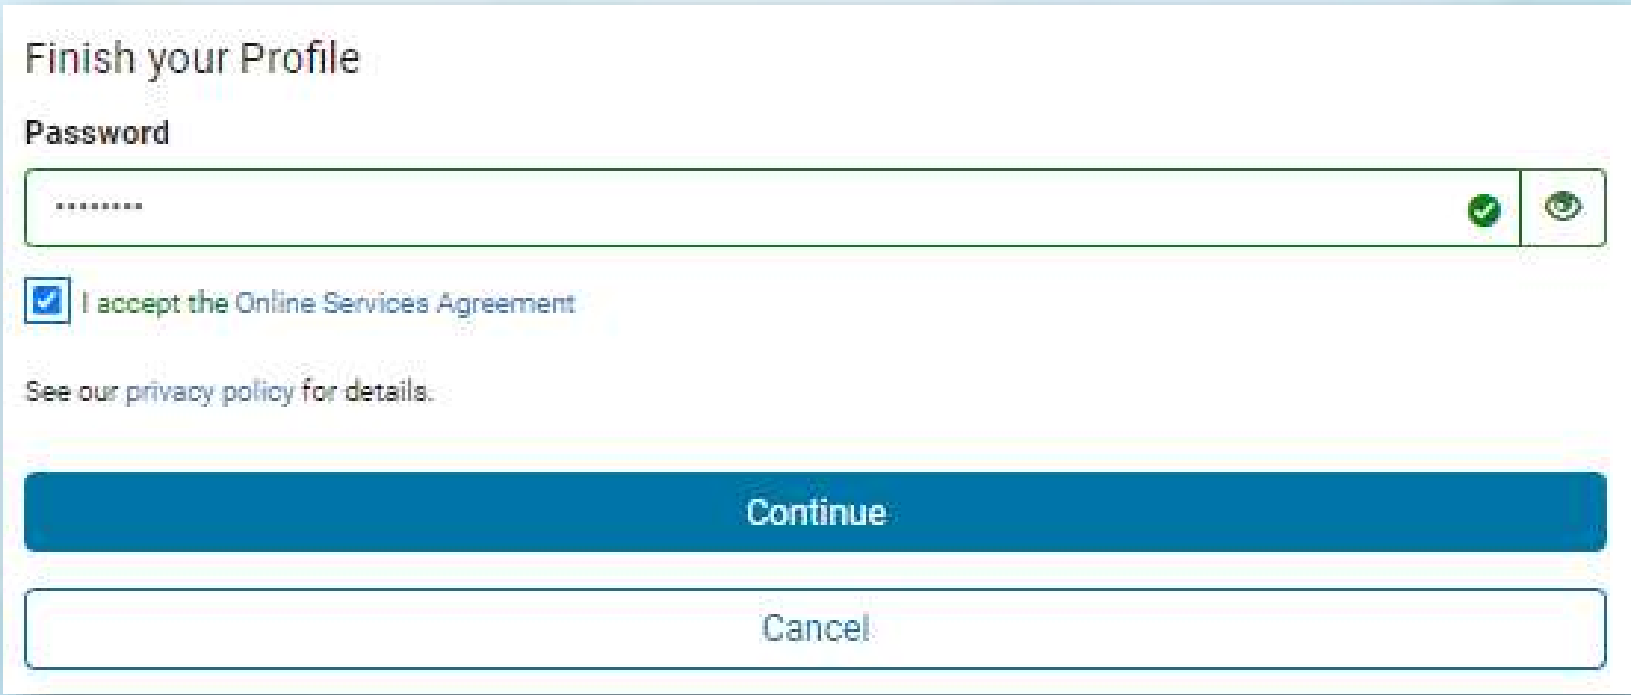 Finish your Profile
Password
••••••••
I accept the Online Services Agreement
See our privacy policy for details.
Continue
Cancel